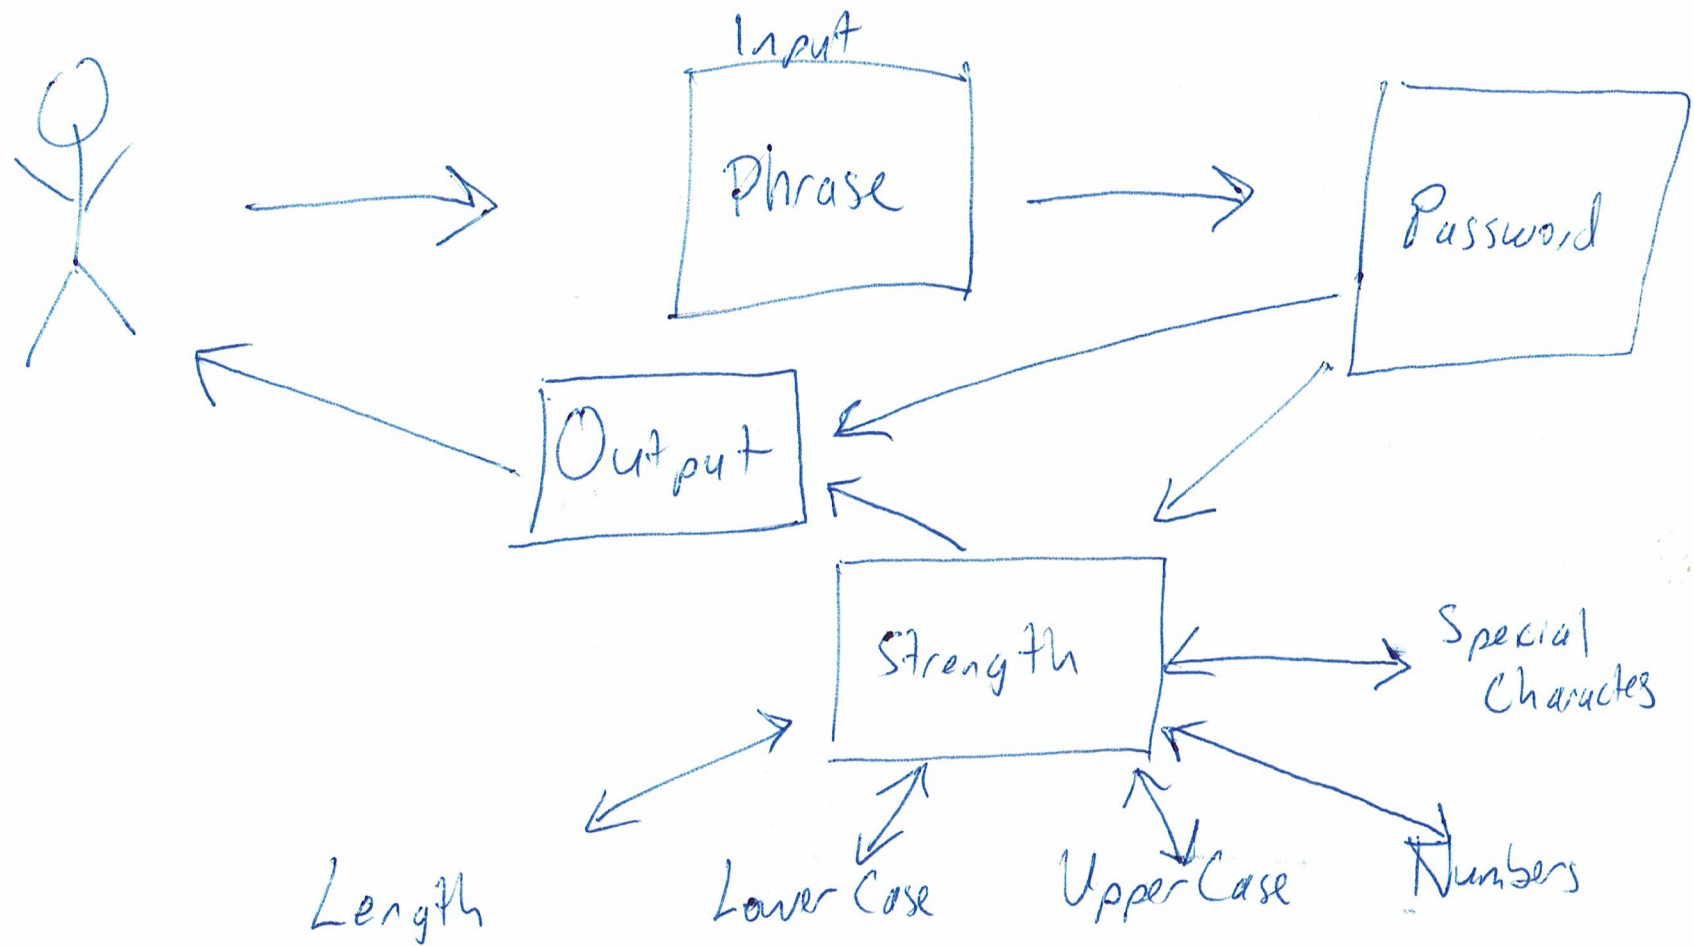 Input
Phrase
Password
Output
Strength
Special
Characters
Length
Lower Case
Upper Case
Numbers